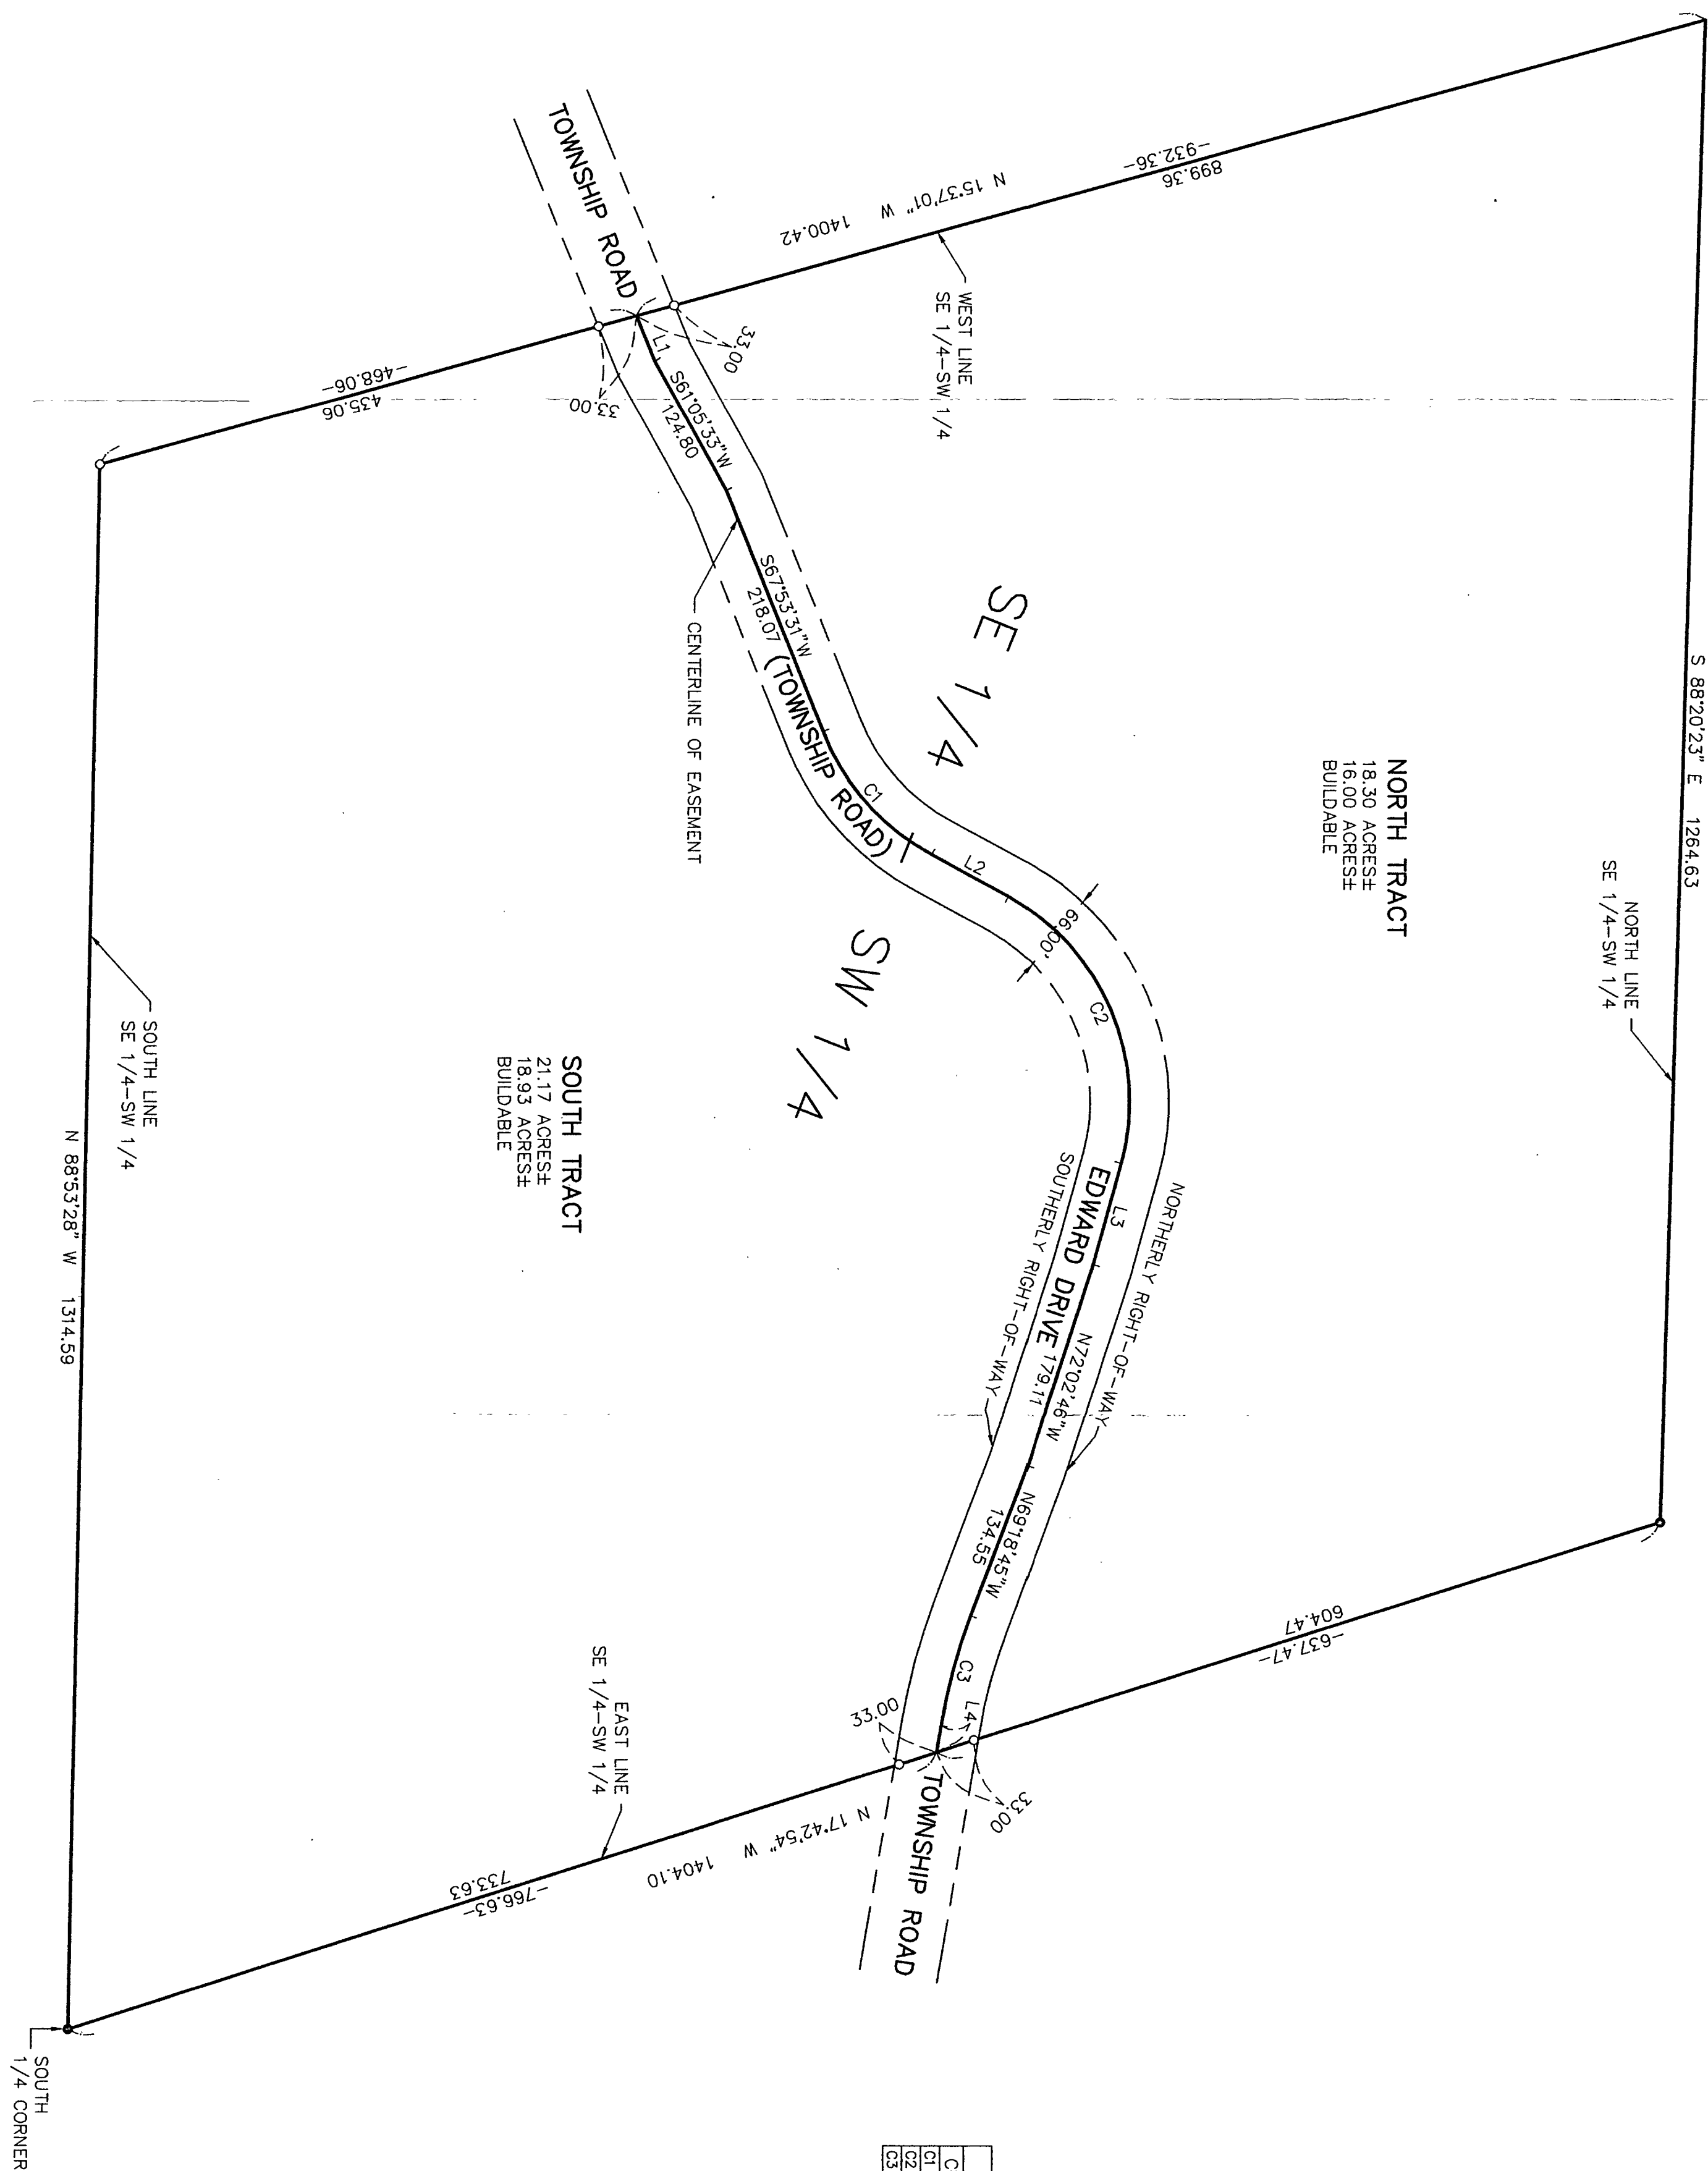 S 88°20'23" E 1264.63
NORTH LINE
SE 1/4-SW 1/4
-932.36-
899.36
N 15°37'01" W 1400.42
WEST LINE
SE 1/4-SW 1/4
NORTH TRACT
18.30 ACRES±
16.00 ACRES±
BUILDABLE
604.47
-637.47-
SE 1/4
SW 1/4
TOWNSHIP ROAD
33.00
33.00
L1
S61°05'33"W
124.80
S67°53'31"W
218.07
(TOWNSHIP ROAD)
CENTERLINE OF EASEMENT
C1
L2
66.00'
C2
NORTHERLY RIGHT-OF-WAY
L3
EDWARD DRIVE
SOUTHERLY RIGHT-OF-WAY
N72°02'46"W
179.11
N69°18'45"W
134.55
C3
L4
33.00
33.00
TOWNSHIP ROAD
-468.06-
435.06
SOUTH TRACT
21.17 ACRES±
18.93 ACRES±
BUILDABLE
EAST LINE
SE 1/4-SW 1/4
N 17°42'54" W 1404.10
733.63
-766.63-
SOUTH LINE
SE 1/4-SW 1/4
N 88°53'28" W 1314.59
SOUTH
1/4 CORNER
C
C1
C2
C3